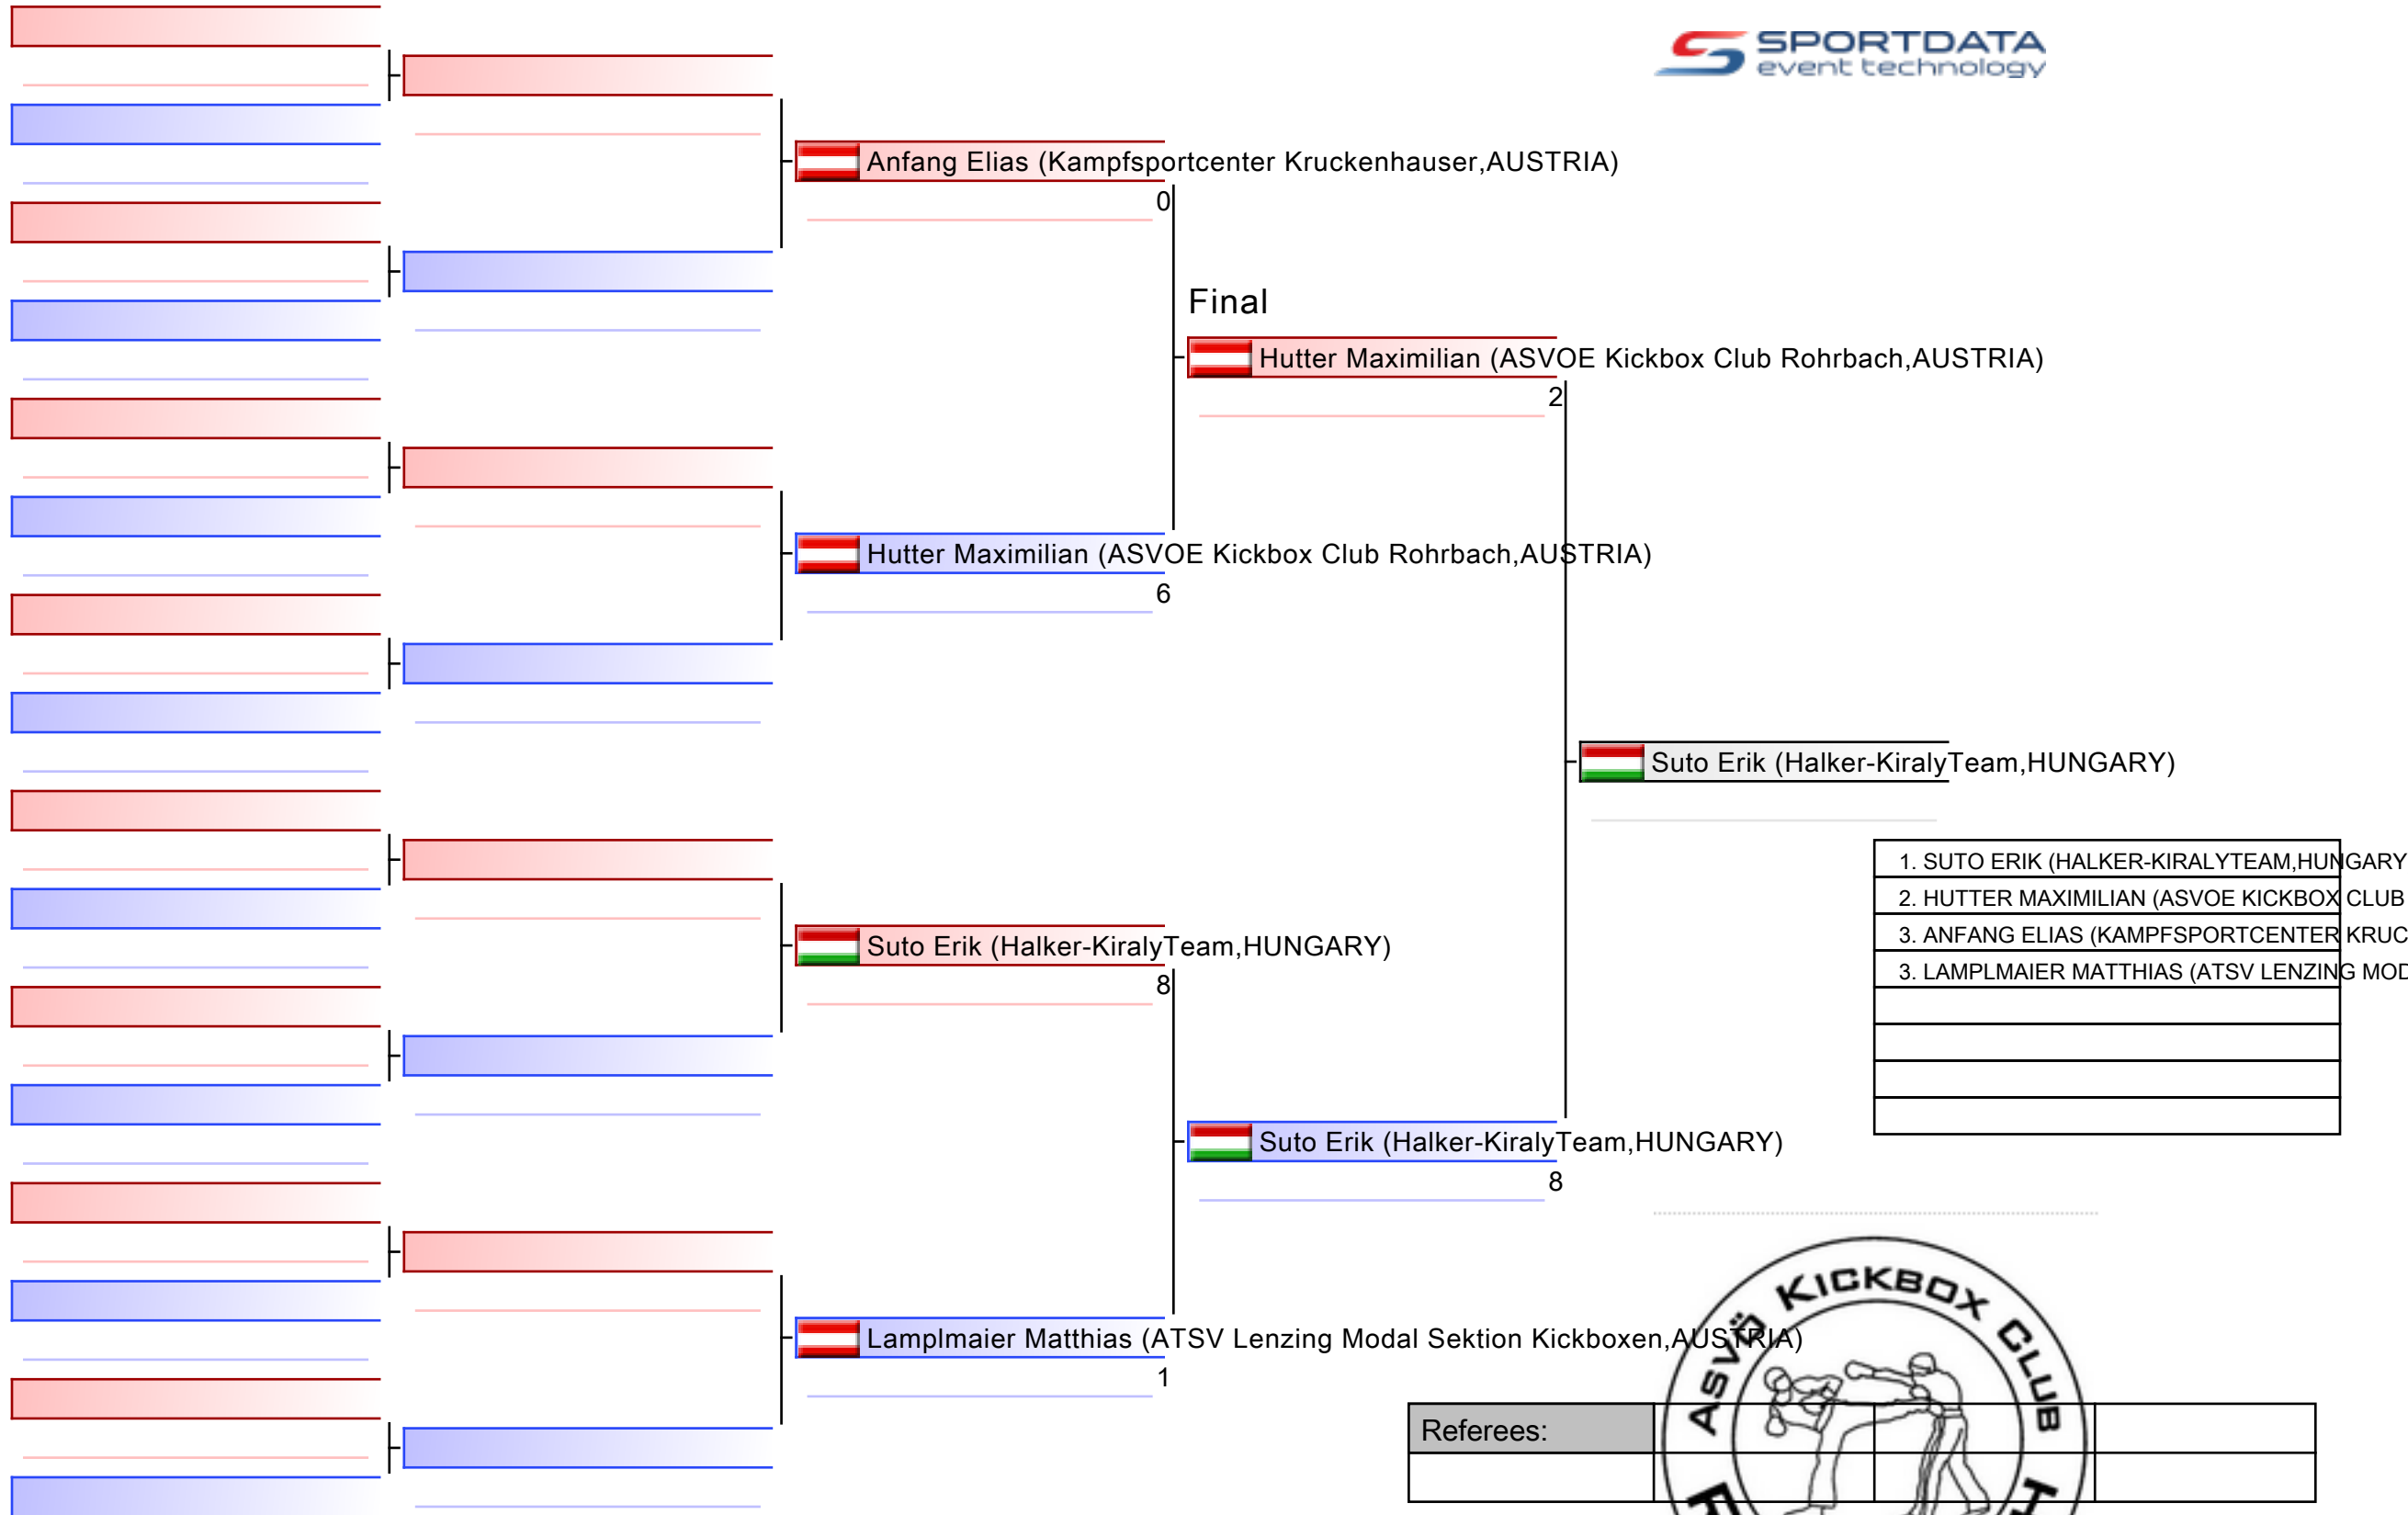 SPORTDATA
event technology
Anfang Elias (Kampfsportcenter Kruckenhauser,AUSTRIA)
0
Final
Hutter Maximilian (ASVOE Kickbox Club Rohrbach,AUSTRIA)
2
Hutter Maximilian (ASVOE Kickbox Club Rohrbach,AUSTRIA)
6
Suto Erik (Halker-KiralyTeam,HUNGARY)
1. SUTO ERIK (HALKER-KIRALYTEAM,HUNGARY
2. HUTTER MAXIMILIAN (ASVOE KICKBOX CLUB
3. ANFANG ELIAS (KAMPFSPORTCENTER KRUC
3. LAMPLMAIER MATTHIAS (ATSV LENZING MOD
Suto Erik (Halker-KiralyTeam,HUNGARY)
8
Suto Erik (Halker-KiralyTeam,HUNGARY)
8
Lamplmaier Matthias (ATSV Lenzing Modal Sektion Kickboxen,AUSTRIA)
1
ASVÖ KICKBOX CLUB
Referees: